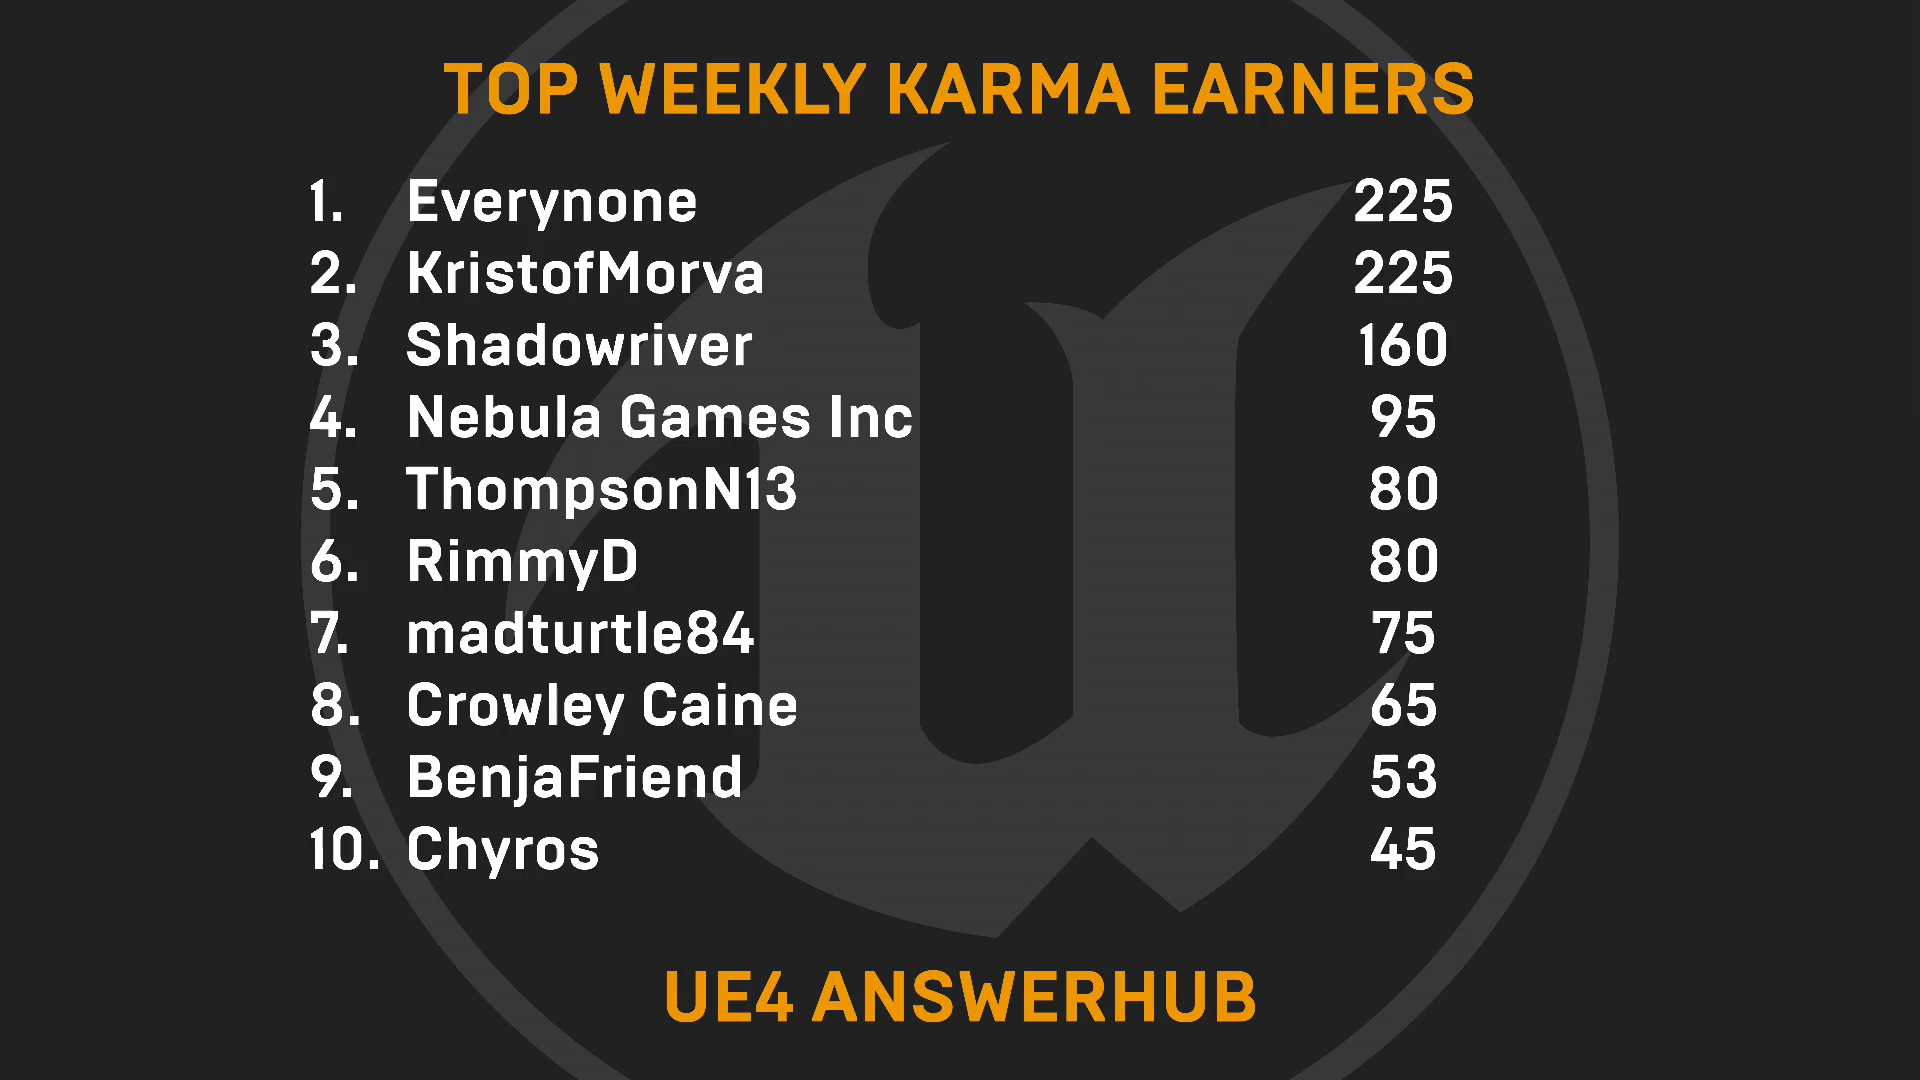 TOP WEEKLY KARMA EARNERS
1. Everynone 225
2. KristofMorva 225
3. Shadowriver 160
4. Nebula Games Inc 95
5. ThompsonN13 80
6. RimmyD 80
7. madturtle84 75
8. Crowley Caine 65
9. BenjaFriend 53
10. Chyros 45
UE4 ANSWERHUB